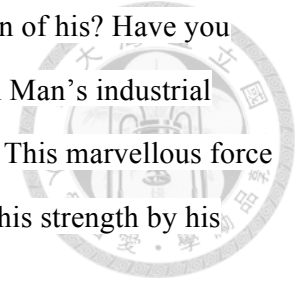 n of his? Have you
Man’s industrial
This marvellous force
his strength by his